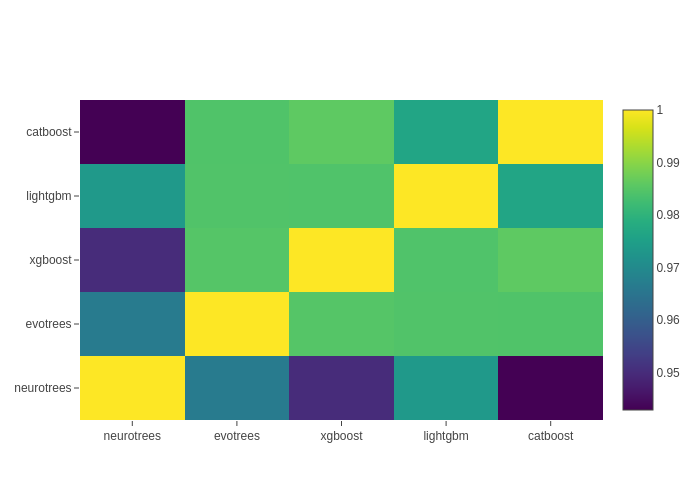 catboost
lightgbm
xgboost
evotrees
neurotrees
neurotrees evotrees xgboost lightgbm catboost
1
0.99
0.98
0.97
0.96
0.95